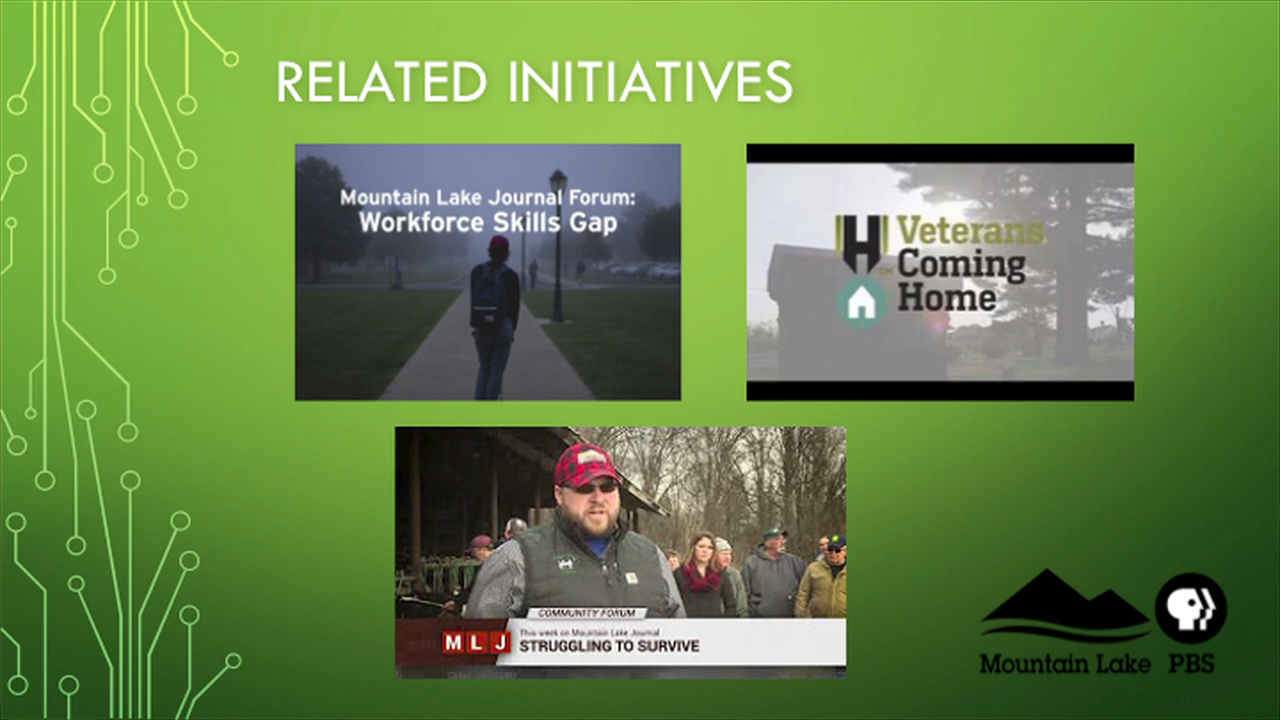 RELATED INITIATIVES
Mountain Lake Journal Forum:
Workforce Skills Gap
Veterans
Coming
Home
COMMUNITY FORUM
MLJ
This week on Mountain Lake Journal
STRUGGLING TO SURVIVE
Mountain Lake PBS